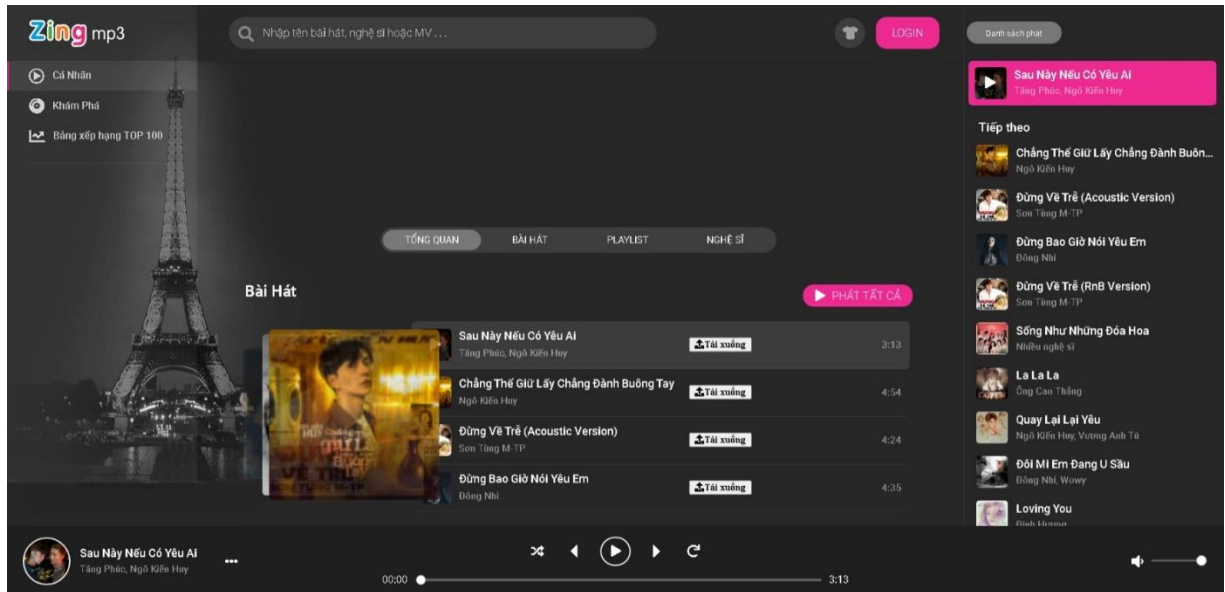 Zing mp3
Nhập tên bài hát, nghệ sĩ hoặc MV . . .
LOGIN
Cá Nhân
Khám Phá
Bảng xếp hạng TOP 100
TỔNG QUAN
BÀI HÁT
PLAYLIST
NGHỆ SĨ
Bài Hát
PHÁT TẤT CẢ
Sau Này Nếu Có Yêu Ai
Tăng Phúc, Ngô Kiến Huy
Tải xuống
3:13
Chẳng Thể Giữ Lấy Chẳng Đành Buông Tay
Ngô Kiến Huy
Tải xuống
4:54
Đừng Về Trễ (Acoustic Version)
Sơn Tùng M-TP
Tải xuống
4:24
Đừng Bao Giờ Nói Yêu Em
Đông Nhi
Tải xuống
4:35
VỀ TRỄ
SƠN TÙNG M-TP
Danh sách phát
Sau Này Nếu Có Yêu Ai
Tăng Phúc, Ngô Kiến Huy
Tiếp theo
Chẳng Thể Giữ Lấy Chẳng Đành Buôn...
Ngô Kiến Huy
Đừng Về Trễ (Acoustic Version)
Sơn Tùng M-TP
Đừng Bao Giờ Nói Yêu Em
Đông Nhi
Đừng Về Trễ (RnB Version)
Sơn Tùng M-TP
Sống Như Những Đóa Hoa
Nhiều nghệ sĩ
La La La
Ông Cao Thắng
Quay Lại Lại Yêu
Ngô Kiến Huy, Vương Anh Tú
Đôi Mi Em Đang U Sầu
Đông Nhi, Wowy
Loving You
Đinh Hương
Sau Này Nếu Có Yêu Ai
Tăng Phúc, Ngô Kiến Huy
00:00
3:13